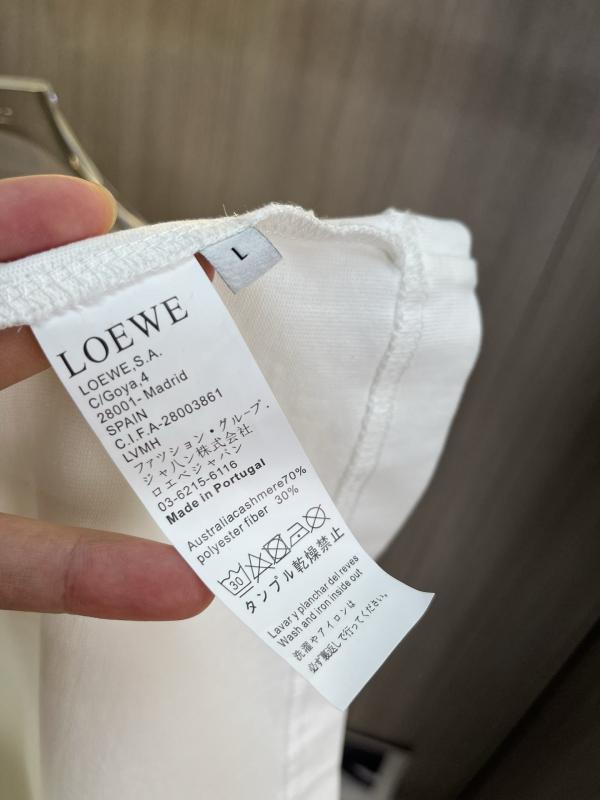 L
LOEWE
LOEWE,S.A.
C/Goya,4
28001- Madrid
SPAIN
C.I.F.A-28003861
LVMH
ファッション・グループ.
ジャハン株式会社
ロエベジャパン
03-6215-6116
Made in Portugal
Australiacashmere70%
polyester fiber 30%
30
タンプル乾燥禁止
Lavar y planchar del reves
Wash and iron inside out
洗濯やアイロンは
必ず裏返しで行ってください。